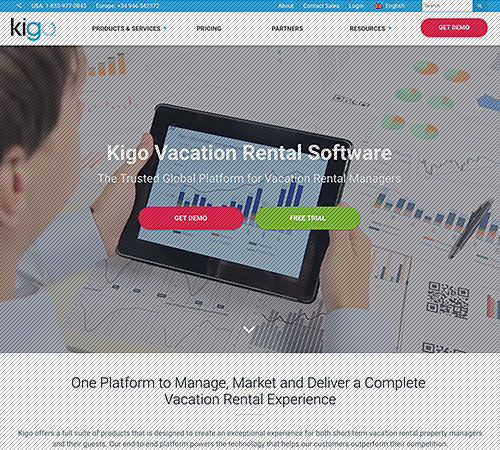 USA: 1-855-977-0843 Europe: +34 946 542572 About Contact Sales Login English Search
kigo PRODUCTS & SERVICES PRICING PARTNERS RESOURCES GET DEMO
Kigo Vacation Rental Software
The Trusted Global Platform for Vacation Rental Managers
GET DEMO FREE TRIAL
One Platform to Manage, Market and Deliver a Complete
Vacation Rental Experience
Kigo offers a full suite of products that is designed to create an exceptional experience for both short-term vacation rental property managers
and their guests. Our end-to-end platform powers the technology that helps our customers outperform their competition.